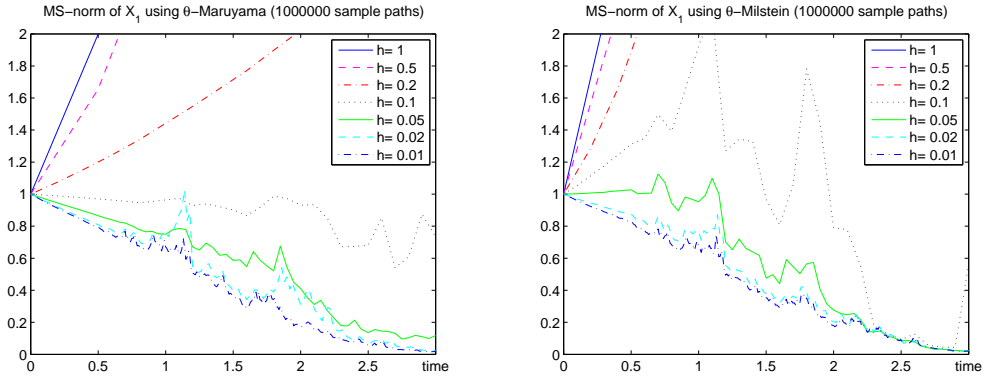 MS-norm of X_1 using θ-Maruyama (1000000 sample paths)
2
1.8
1.6
1.4
1.2
1
0.8
0.6
0.4
0.2
0
0
0.5
1
1.5
2
2.5
time
h= 1
h= 0.5
h= 0.2
h= 0.1
h= 0.05
h= 0.02
h= 0.01
MS-norm of X_1 using θ-Milstein (1000000 sample paths)
2
1.8
1.6
1.4
1.2
1
0.8
0.6
0.4
0.2
0
0
0.5
1
1.5
2
2.5
time
h= 1
h= 0.5
h= 0.2
h= 0.1
h= 0.05
h= 0.02
h= 0.01